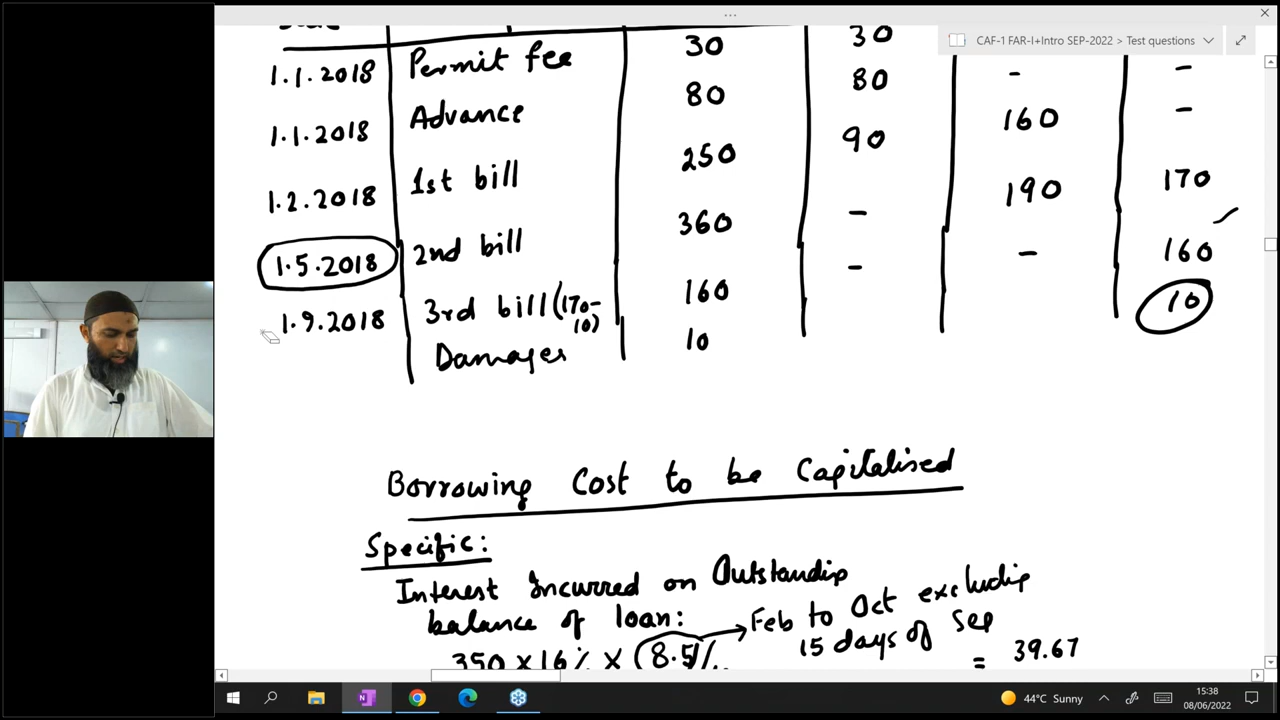 CAF-1 FAR-I+Intro SEP-2022 > Test questions
1.1.2018 Permit fee 30 30 - -
1.1.2018 Advance 80 80 - -
1.2.2018 1st bill 250 90 160
1.5.2018 2nd bill 360 - 190 170
1.9.2018 3rd bill (170-10) 160 - - 160
Damages 10 10
Borrowing Cost to be Capitalised
Specific:
Interest Incurred on Outstanding
balance of loan: Feb to Oct excluding
15 days of Sep
350 × 16% × 8.5/ = 39.67
44°C Sunny
15:38
08/06/2022